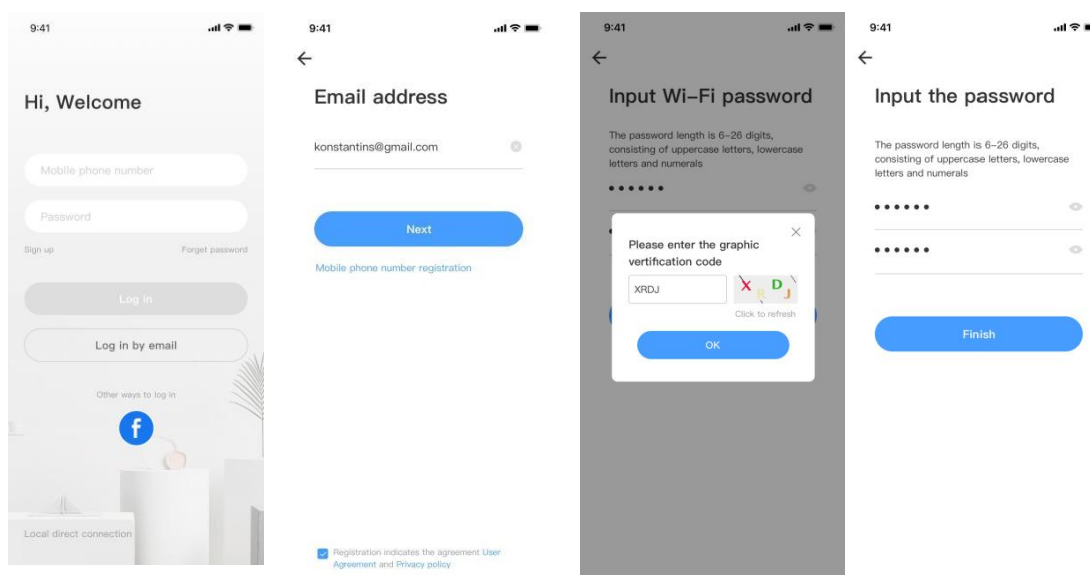 9:41
Hi, Welcome
Mobile phone number
Password
Sign up
Forget password
Log in
Log in by email
Other ways to log in
f
Local direct connection
9:41
Email address
konstantins@gmail.com
Next
Mobile phone number registration
Registration indicates the agreement User
Agreement and Privacy policy
9:41
Input Wi-Fi password
The password length is 6-26 digits,
consisting of uppercase letters, lowercase
letters and numerals
Please enter the graphic
vertification code
XRDJ
X R D J
Click to refresh
OK
9:41
Input the password
The password length is 6-26 digits,
consisting of uppercase letters, lowercase
letters and numerals
Finish